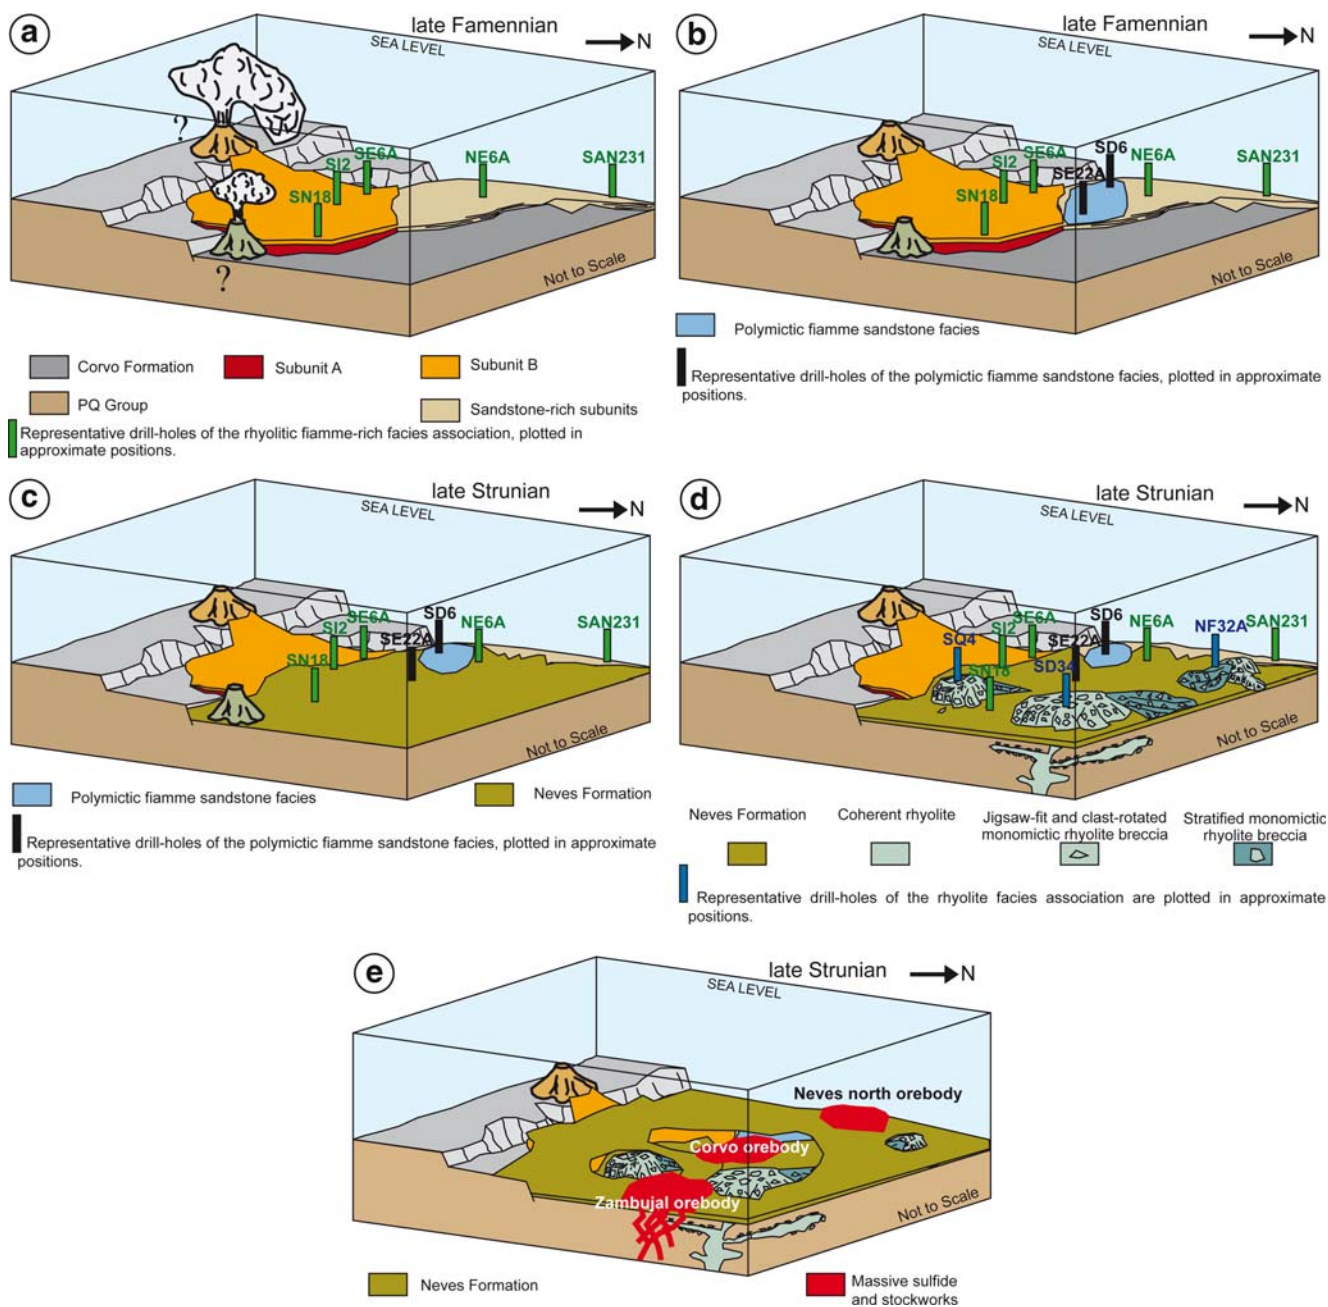 a
late Famennian
N
SEA LEVEL
?
SI2
SE6A
NE6A
SAN231
SN18
?
Not to Scale
Corvo Formation
Subunit A
Subunit B
PQ Group
Sandstone-rich subunits
Representative drill-holes of the rhyolitic fiamme-rich facies association, plotted in
approximate positions.
b
late Famennian
N
SEA LEVEL
SD6
SI2
SE6A
NE6A
SAN231
SE22A
SN18
Not to Scale
Polymictic fiamme sandstone facies
Representative drill-holes of the polymictic fiamme sandstone facies, plotted in approximate
positions.
c
late Strunian
N
SEA LEVEL
SD6
SE6A
NE6A
SAN231
SI2
SE22A
SN18
Not to Scale
Polymictic fiamme sandstone facies
Neves Formation
Representative drill-holes of the polymictic fiamme sandstone facies, plotted in approximate
positions.
d
late Strunian
N
SEA LEVEL
SD6
SE6A
NE6A
NF32A
SAN231
SI2
SQ4
SE22A
SD34
SN18
Not to Scale
Neves Formation
Coherent rhyolite
Jigsaw-fit and clast-rotated
monomictic rhyolite breccia
Stratified monomictic
rhyolite breccia
Representative drill-holes of the rhyolite facies association are plotted in approximate
positions.
e
late Strunian
N
SEA LEVEL
Neves north orebody
Corvo orebody
Zambujal orebody
Not to Scale
Neves Formation
Massive sulfide
and stockworks